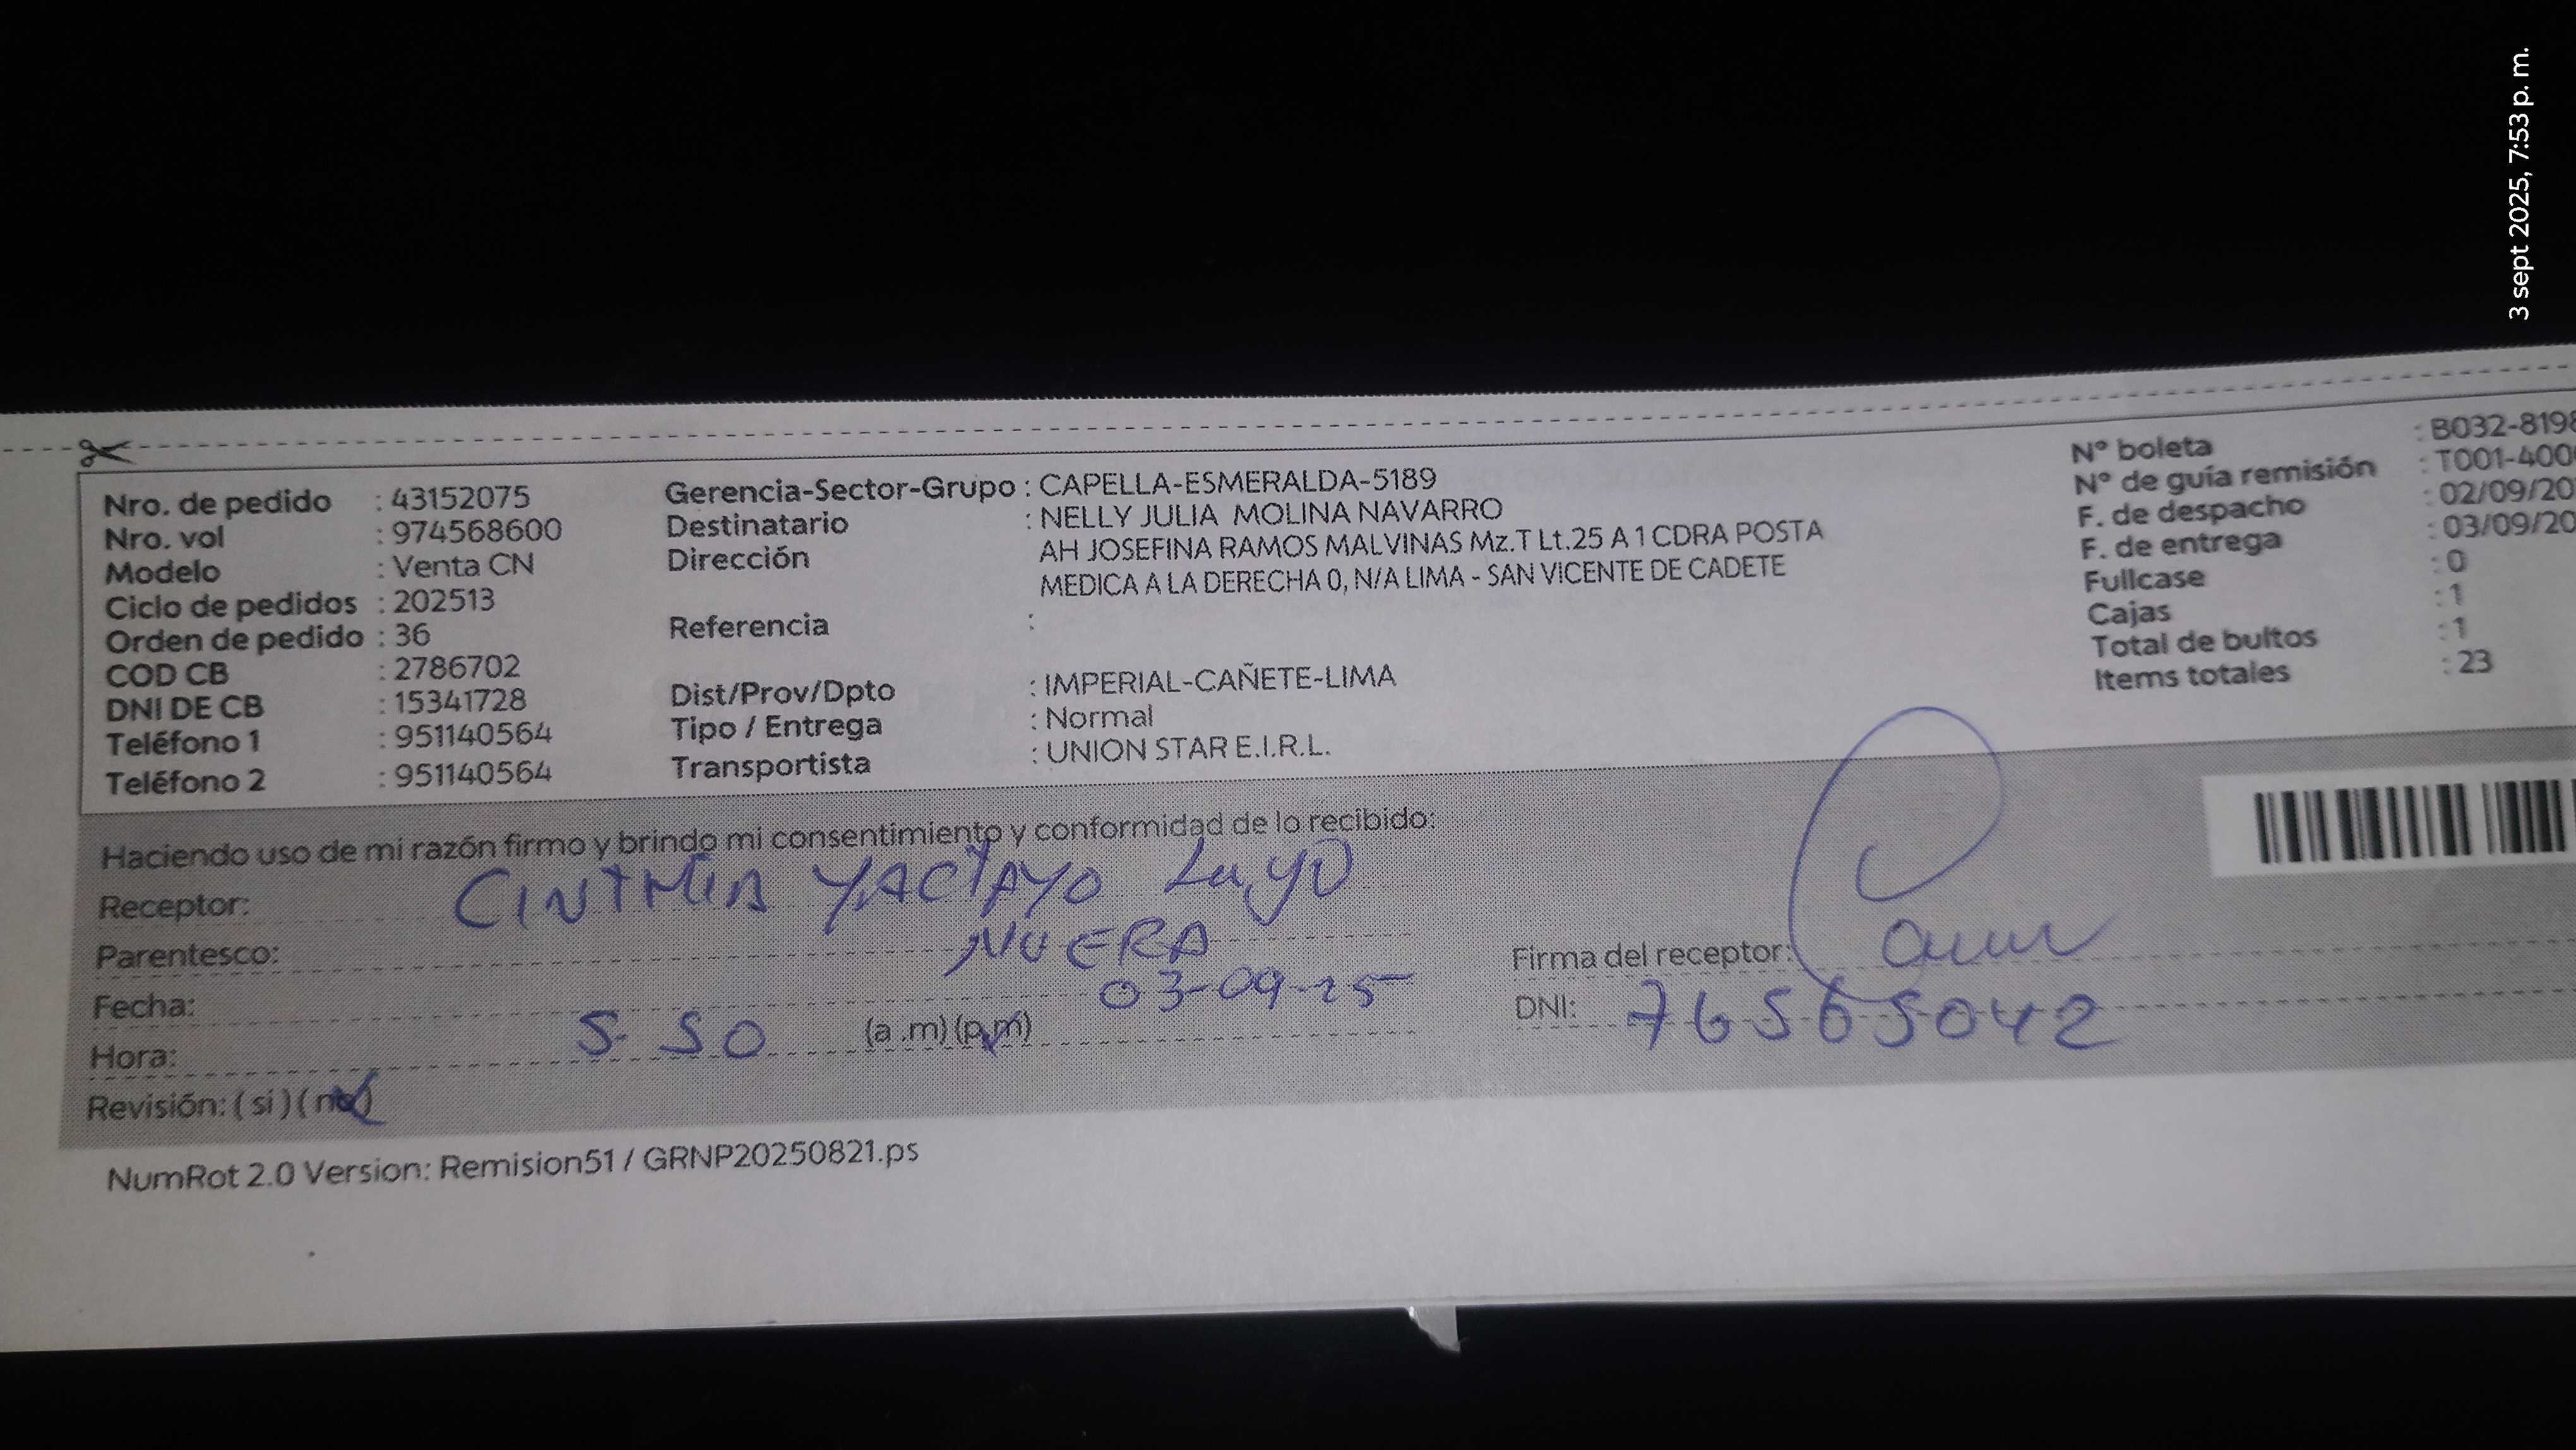 3 sept 2025, 7:53 p. m.
Nro. de pedido : 43152075
Nro. vol : 974568600
Modelo : Venta CN
Ciclo de pedidos : 202513
Orden de pedido : 36
COD CB : 2786702
DNI DE CB : 15341728
Teléfono 1 : 951140564
Teléfono 2 : 951140564
Gerencia-Sector-Grupo : CAPELLA-ESMERALDA-5189
Destinatario : NELLY JULIA MOLINA NAVARRO
Dirección AH JOSEFINA RAMOS MALVINAS Mz.T Lt.25 A 1 CDRA POSTA
MEDICA A LA DERECHA 0, N/A LIMA - SAN VICENTE DE CADETE
Referencia :
Dist/Prov/Dpto : IMPERIAL-CAÑETE-LIMA
Tipo / Entrega : Normal
Transportista : UNION STAR E.I.R.L.
N° boleta : B032-8198
N° de guía remisión : T001-400
F. de despacho : 02/09/20
F. de entrega : 03/09/20
Fullcase : 0
Cajas : 1
Total de bultos : 1
Items totales : 23
Haciendo uso de mi razón firmo y brindo mi consentimiento y conformidad de lo recibido:
Receptor: CINTHIA YACTAYO Luyo
Parentesco: NUERA
Fecha: 03-09-25
Hora: 5-50 (a .m) (p.m)
Revisión: ( si ) ( no )
Firma del receptor:
DNI: 76565042
NumRot 2.0 Version: Remision51 / GRNP20250821.ps